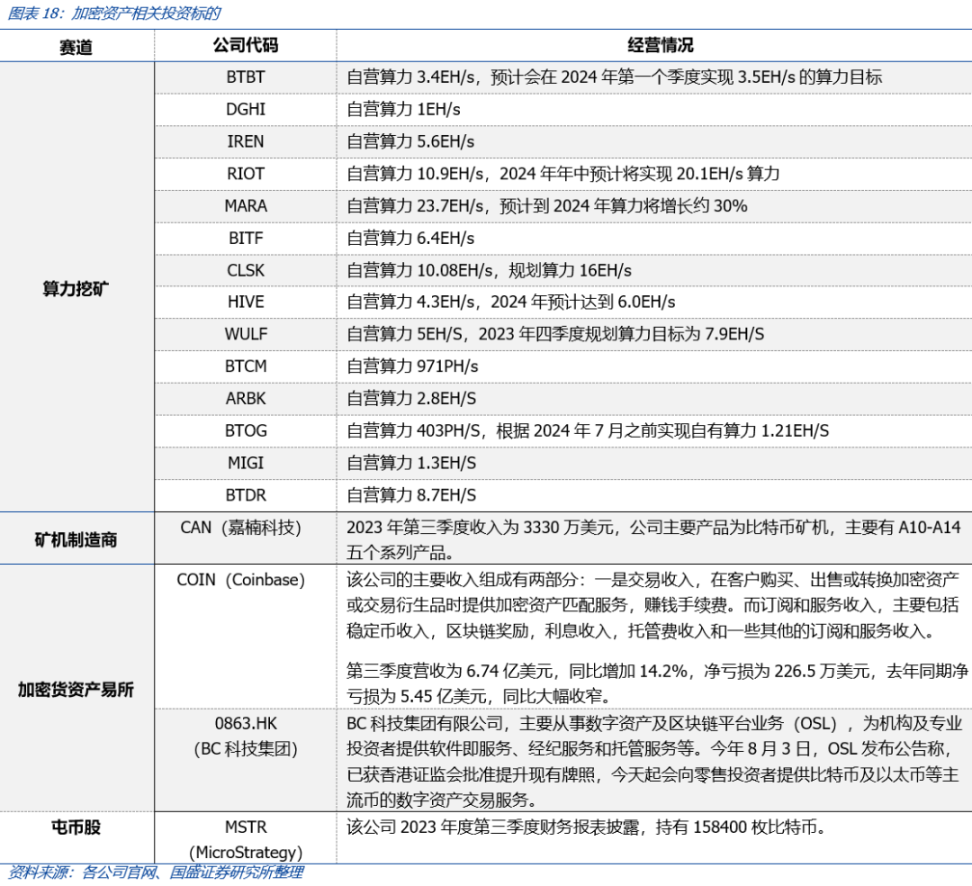 图表 18：加密资产相关投资标的
赛道 公司代码 经营情况
BTBT 自营算力 3.4EH/s，预计会在 2024 年第一个季度实现 3.5EH/s 的算力目标
DGHI 自营算力 1EH/s
IREN 自营算力 5.6EH/s
RIOT 自营算力 10.9EH/s，2024 年年中预计将实现 20.1EH/s 算力
MARA 自营算力 23.7EH/s，预计到 2024 年算力将增长约 30%
BITF 自营算力 6.4EH/s
算力挖矿 CLSK 自营算力 10.08EH/s，规划算力 16EH/s
HIVE 自营算力 4.3EH/s，2024 年预计达到 6.0EH/s
WULF 自营算力 5EH/S，2023 年四季度规划算力目标为 7.9EH/S
BTCM 自营算力 971PH/s
ARBK 自营算力 2.8EH/S
BTOG 自营算力 403PH/S，根据 2024 年 7 月之前实现自有算力 1.21EH/S
MIGI 自营算力 1.3EH/S
BTDR 自营算力 8.7EH/S
矿机制造商 CAN（嘉楠科技） 2023 年第三季度收入为 3330 万美元，公司主要产品为比特币矿机，主要有 A10-A14
五个系列产品。
加密货资产易所 COIN（Coinbase） 该公司的主要收入组成有两部分：一是交易收入，在客户购买、出售或转换加密资产
或交易衍生品时提供加密资产匹配服务，赚钱手续费。而订阅和服务收入，主要包括
稳定币收入，区块链奖励，利息收入，托管费收入和一些其他的订阅和服务收入。
第三季度营收为 6.74 亿美元，同比增加 14.2%，净亏损为 226.5 万美元，去年同期净
亏损为 5.45 亿美元，同比大幅收窄。
0863.HK BC 科技集团有限公司，主要从事数字资产及区块链平台业务（OSL），为机构及专业
（BC 科技集团） 投资者提供软件即服务、经纪服务和托管服务等。今年 8 月 3 日，OSL 发布公告称，
已获香港证监会批准提升现有牌照，今天起会向零售投资者提供比特币及以太币等主
流币的数字资产交易服务。
屯币股 MSTR 该公司 2023 年度第三季度财务报表披露，持有 158400 枚比特币。
（MicroStrategy）
资料来源：各公司官网、国盛证券研究所整理